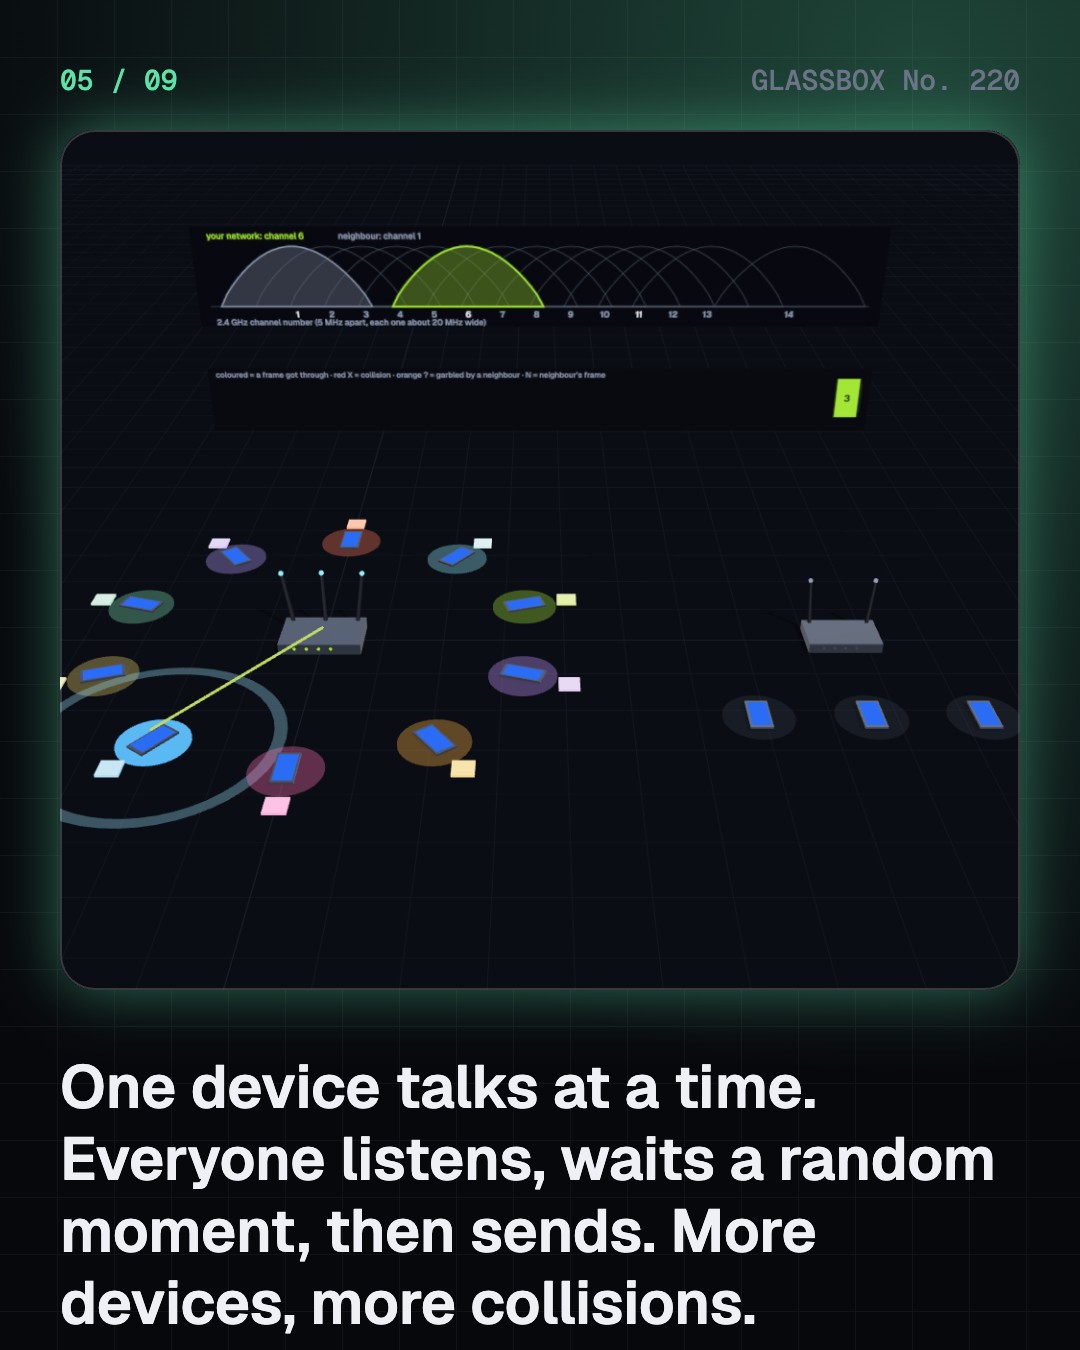 05 / 09
GLASSBOX No. 220
your network: channel 6
neighbour: channel 1
1 2 3 4 5 6 7 8 9 10 11 12 13 14
2.4 GHz channel number (5 MHz apart, each one about 20 MHz wide)
coloured = a frame got through · red X = collision · orange ? = garbled by a neighbour · N = neighbour's frame
3
One device talks at a time.
Everyone listens, waits a random
moment, then sends. More
devices, more collisions.